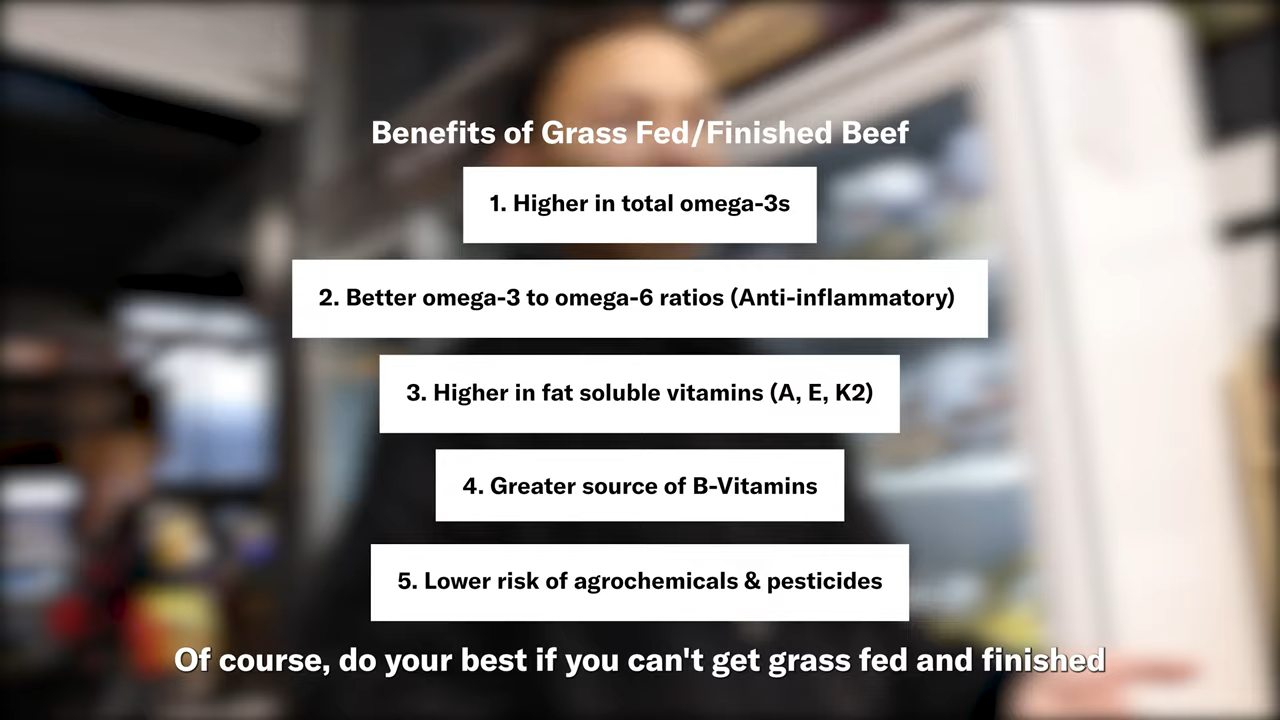 Benefits of Grass Fed/Finished Beef
1. Higher in total omega-3s
2. Better omega-3 to omega-6 ratios (Anti-inflammatory)
3. Higher in fat soluble vitamins (A, E, K2)
4. Greater source of B-Vitamins
5. Lower risk of agrochemicals & pesticides
Of course, do your best if you can't get grass fed and finished